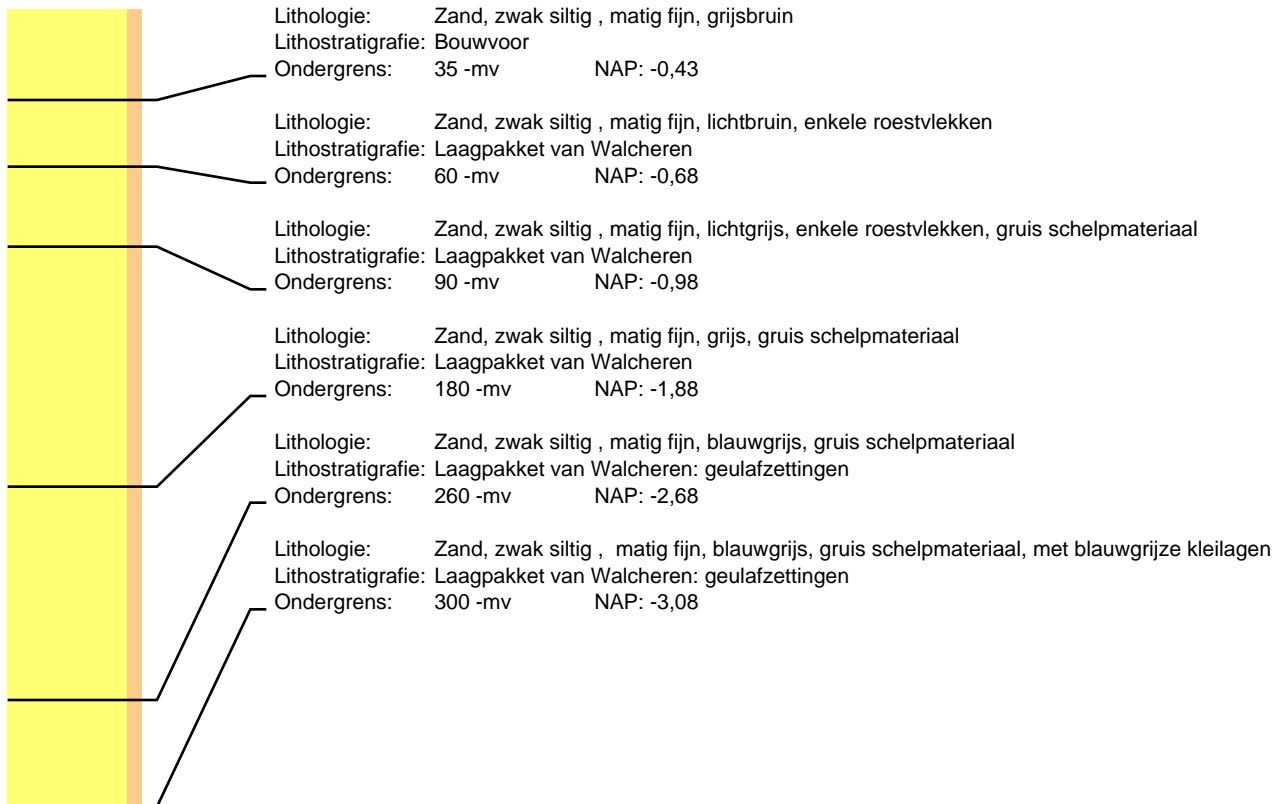 Lithologie: Zand, zwak siltig , matig fijn, grijsbruin
Lithostratigrafie: Bouwvoor
Ondergrens: 35 -mv NAP: -0,43
Lithologie: Zand, zwak siltig , matig fijn, lichtbruin, enkele roestvlekken
Lithostratigrafie: Laagpakket van Walcheren
Ondergrens: 60 -mv NAP: -0,68
Lithologie: Zand, zwak siltig , matig fijn, lichtgrijs, enkele roestvlekken, gruis schelpmateriaal
Lithostratigrafie: Laagpakket van Walcheren
Ondergrens: 90 -mv NAP: -0,98
Lithologie: Zand, zwak siltig , matig fijn, grijs, gruis schelpmateriaal
Lithostratigrafie: Laagpakket van Walcheren
Ondergrens: 180 -mv NAP: -1,88
Lithologie: Zand, zwak siltig , matig fijn, blauwgrijs, gruis schelpmateriaal
Lithostratigrafie: Laagpakket van Walcheren: geulafzettingen
Ondergrens: 260 -mv NAP: -2,68
Lithologie: Zand, zwak siltig , matig fijn, blauwgrijs, gruis schelpmateriaal, met blauwgrijze kleilagen
Lithostratigrafie: Laagpakket van Walcheren: geulafzettingen
Ondergrens: 300 -mv NAP: -3,08